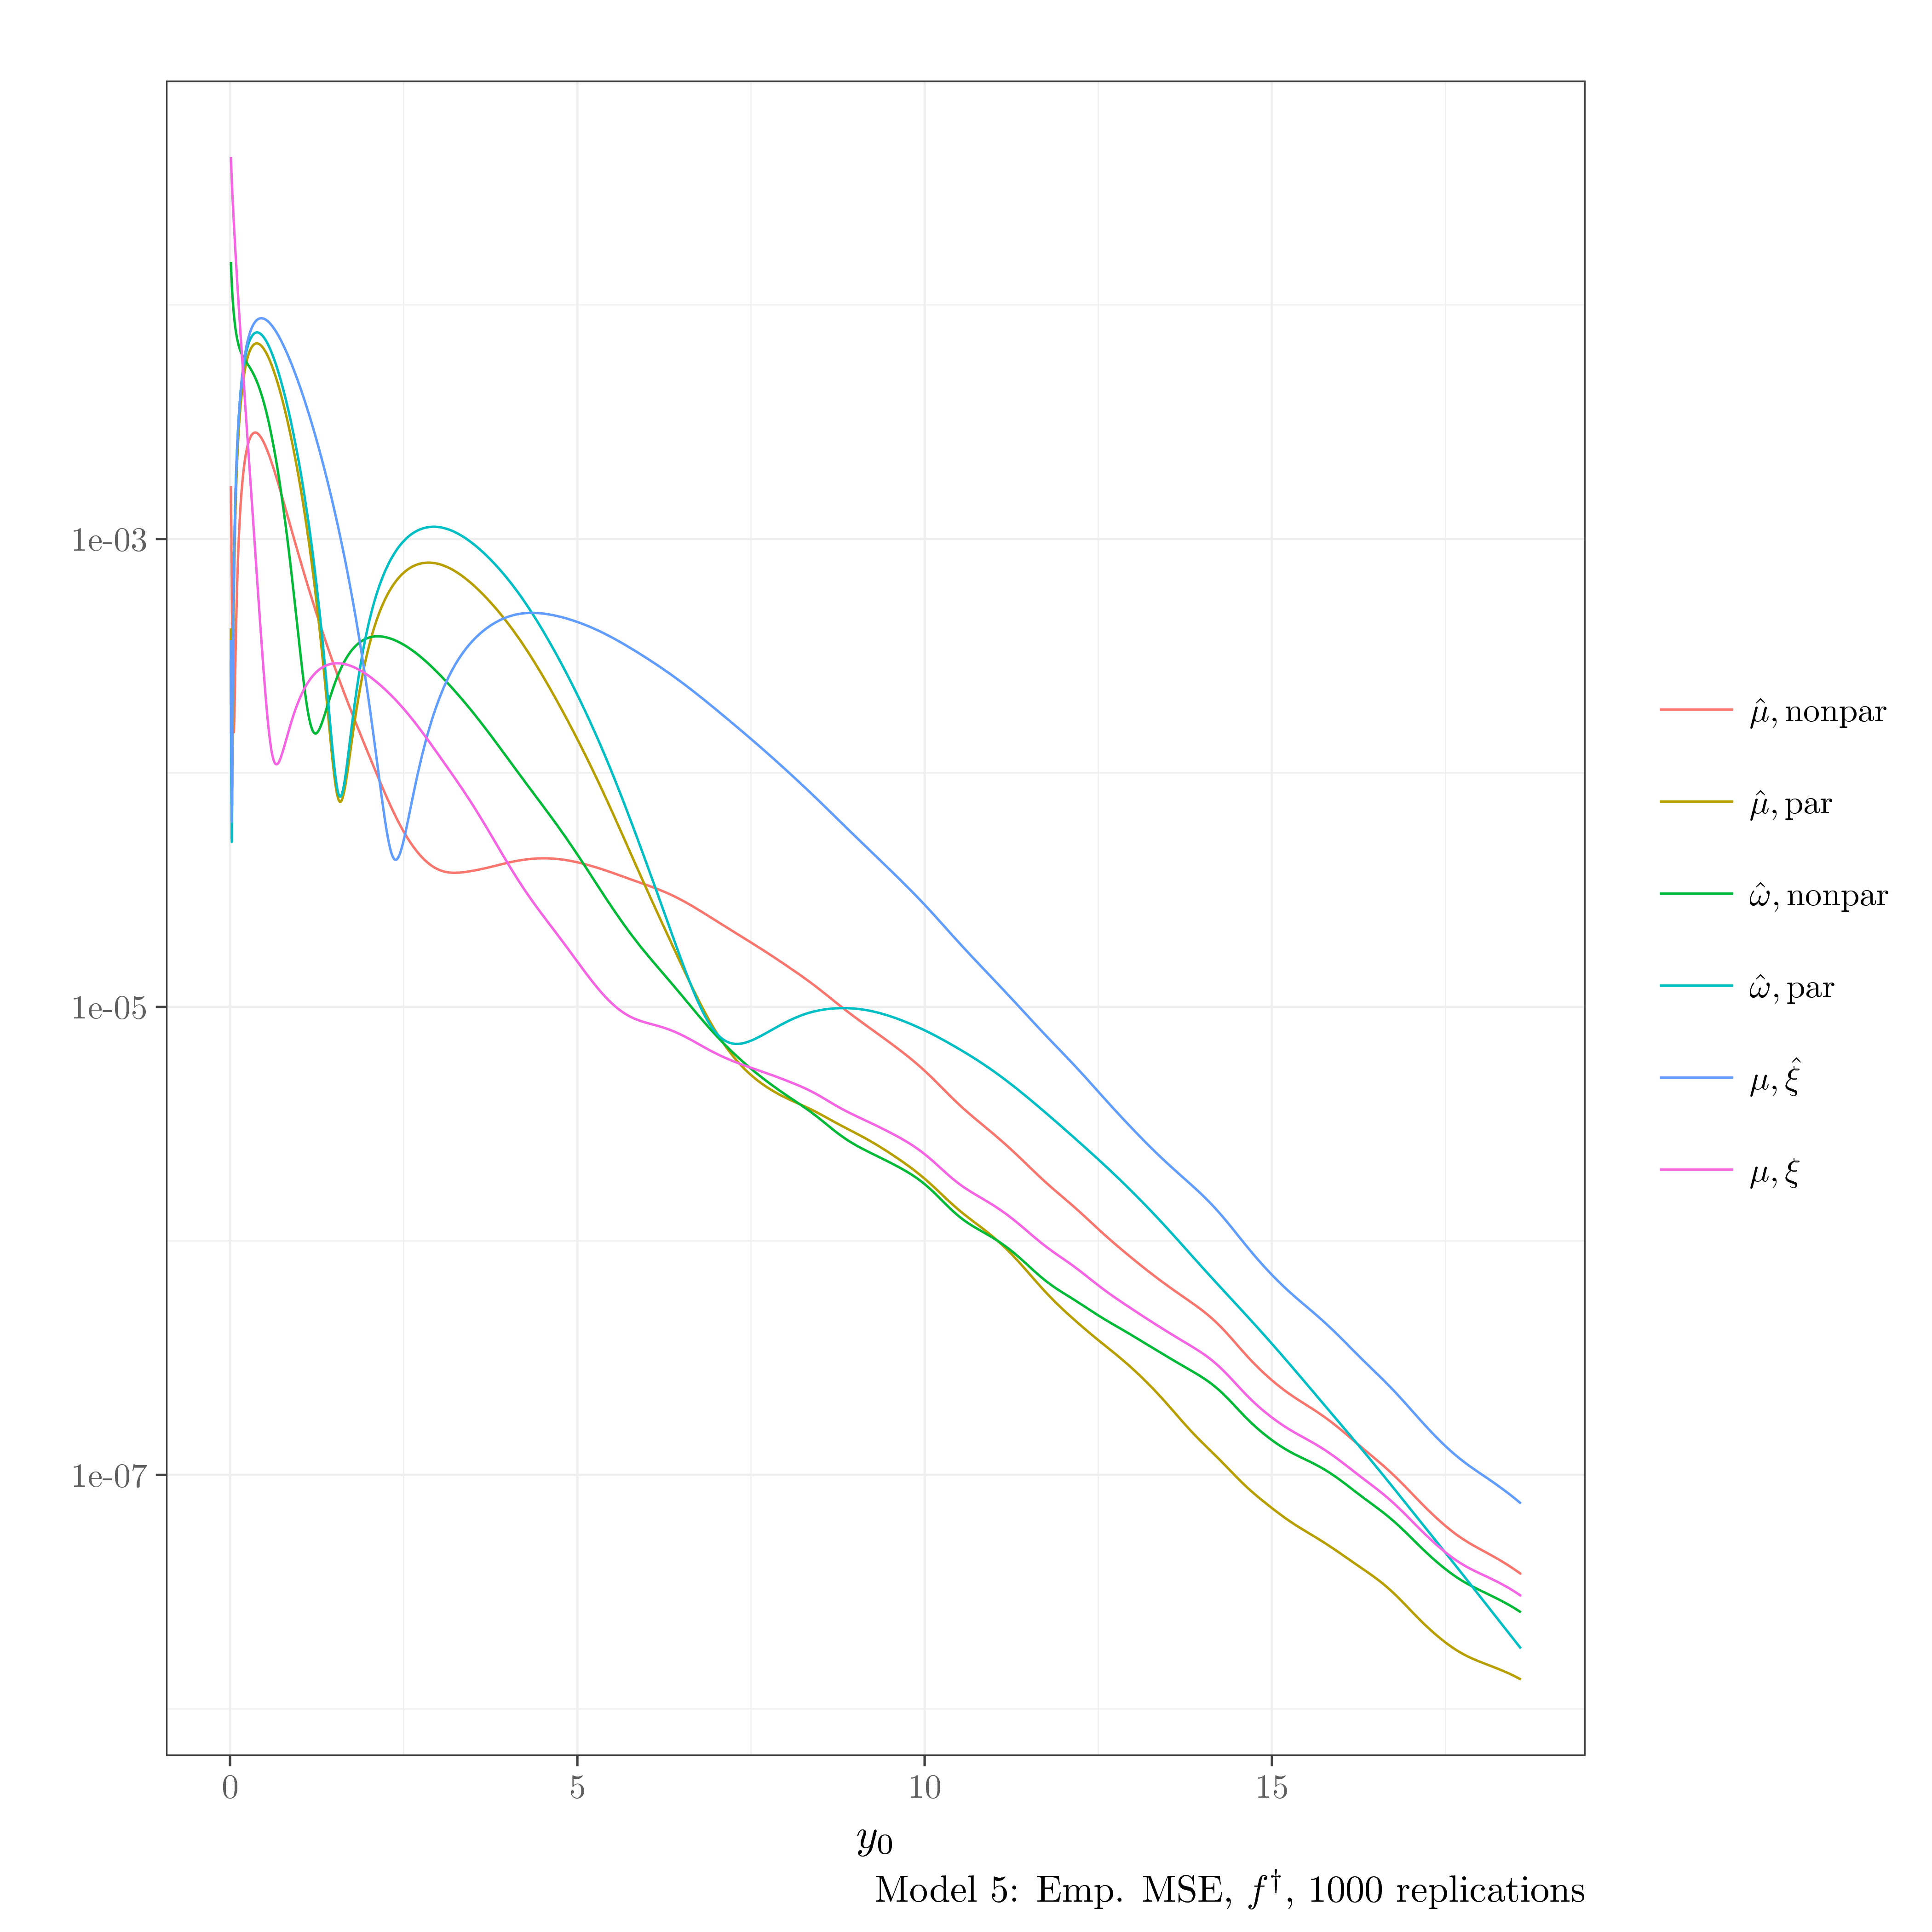 1e-03
1e-05
1e-07
0 5 10 15
y₀
Model 5: Emp. MSE, f†, 1000 replications
μ̂, nonpar
μ̂, par
ω̂, nonpar
ω̂, par
μ, ξ̂
μ, ξ